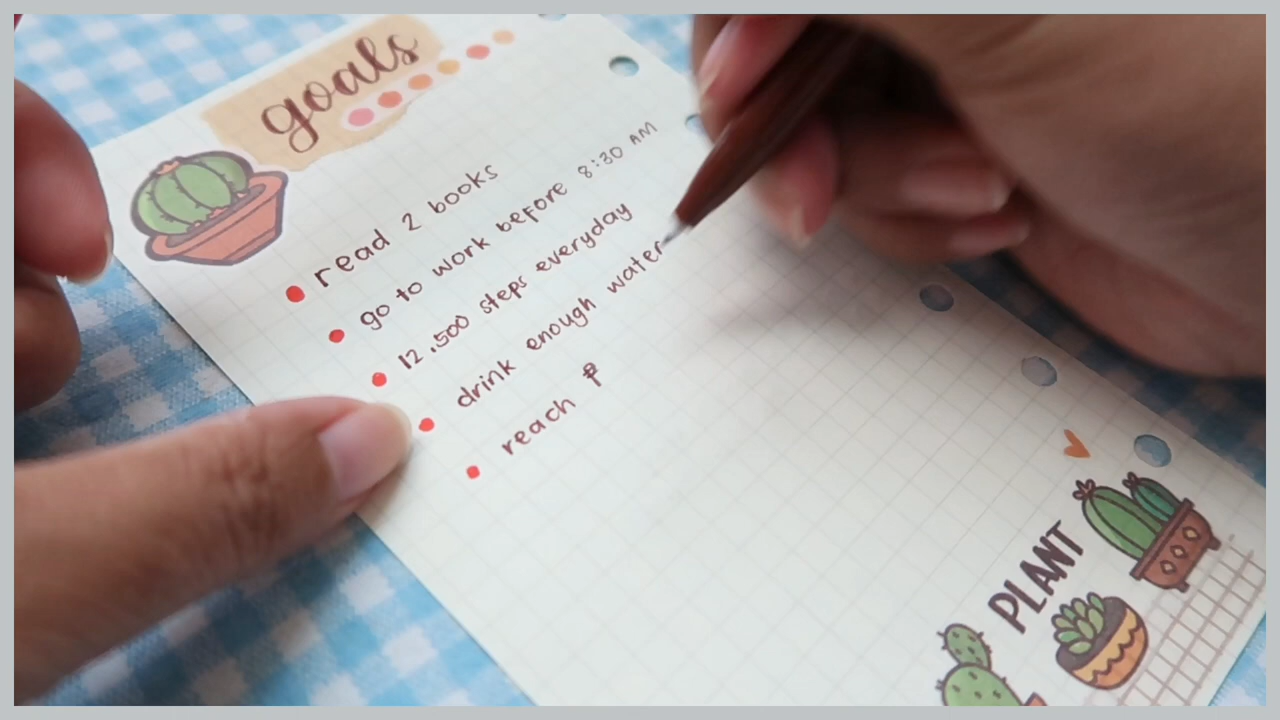 goals
read 2 books
go to work before 8:30 AM
12,500 steps everyday
drink enough water
reach ₱
PLANT